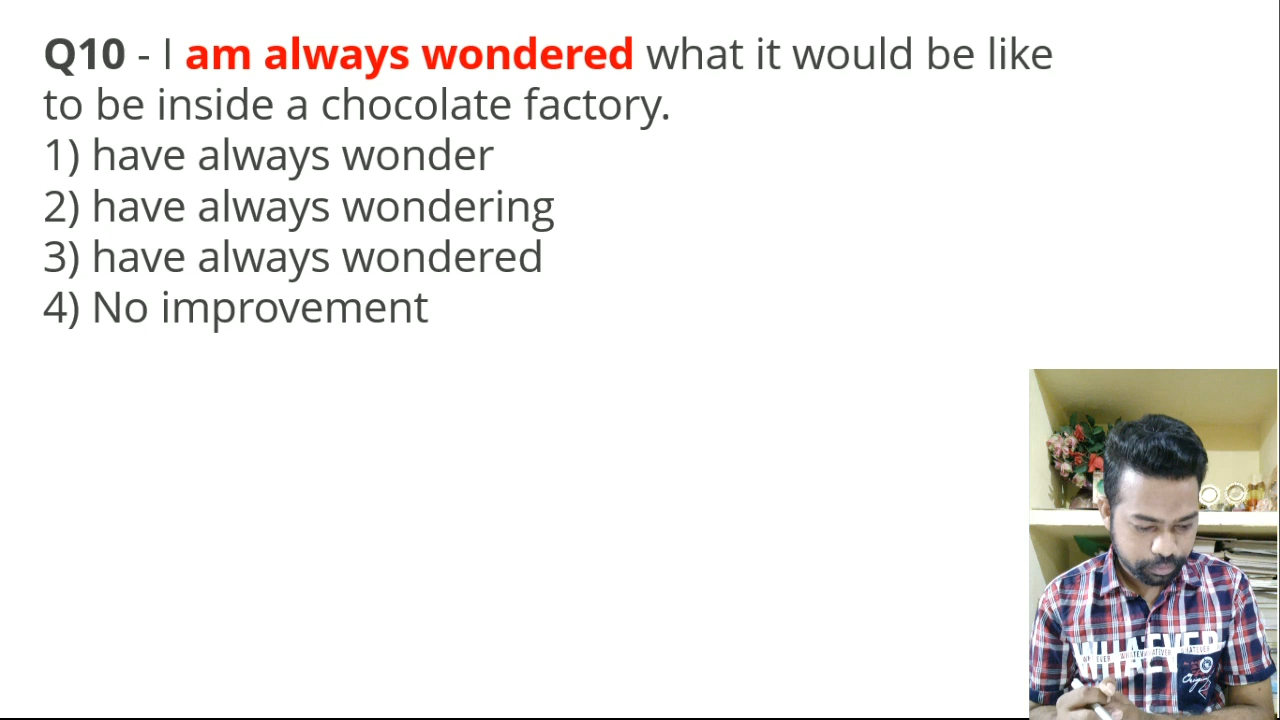 Q10 - I am always wondered what it would be like
to be inside a chocolate factory.
1) have always wonder
2) have always wondering
3) have always wondered
4) No improvement
WHATEVER